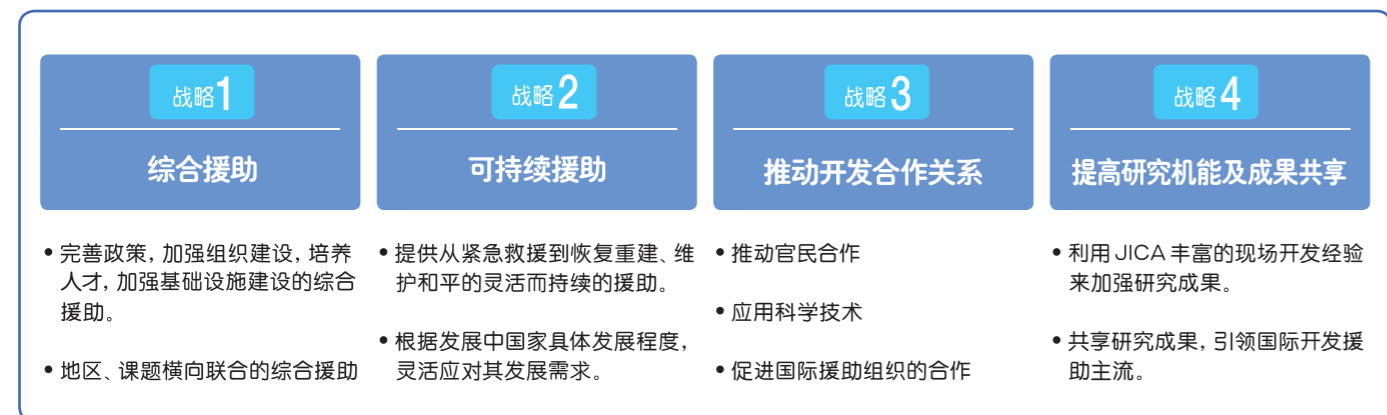 战略1
综合援助
• 完善政策，加强组织建设，培养
人才，加强基础设施建设的综合
援助。
• 地区、课题横向联合的综合援助
战略2
可持续援助
• 提供从紧急救援到恢复重建、维
护和平的灵活而持续的援助。
• 根据发展中国家具体发展程度，
灵活应对其发展需求。
战略3
推动开发合作关系
• 推动官民合作
• 应用科学技术
• 促进国际援助组织的合作
战略4
提高研究机能及成果共享
• 利用 JICA 丰富的现场开发经验
来加强研究成果。
• 共享研究成果，引领国际开发援
助主流。